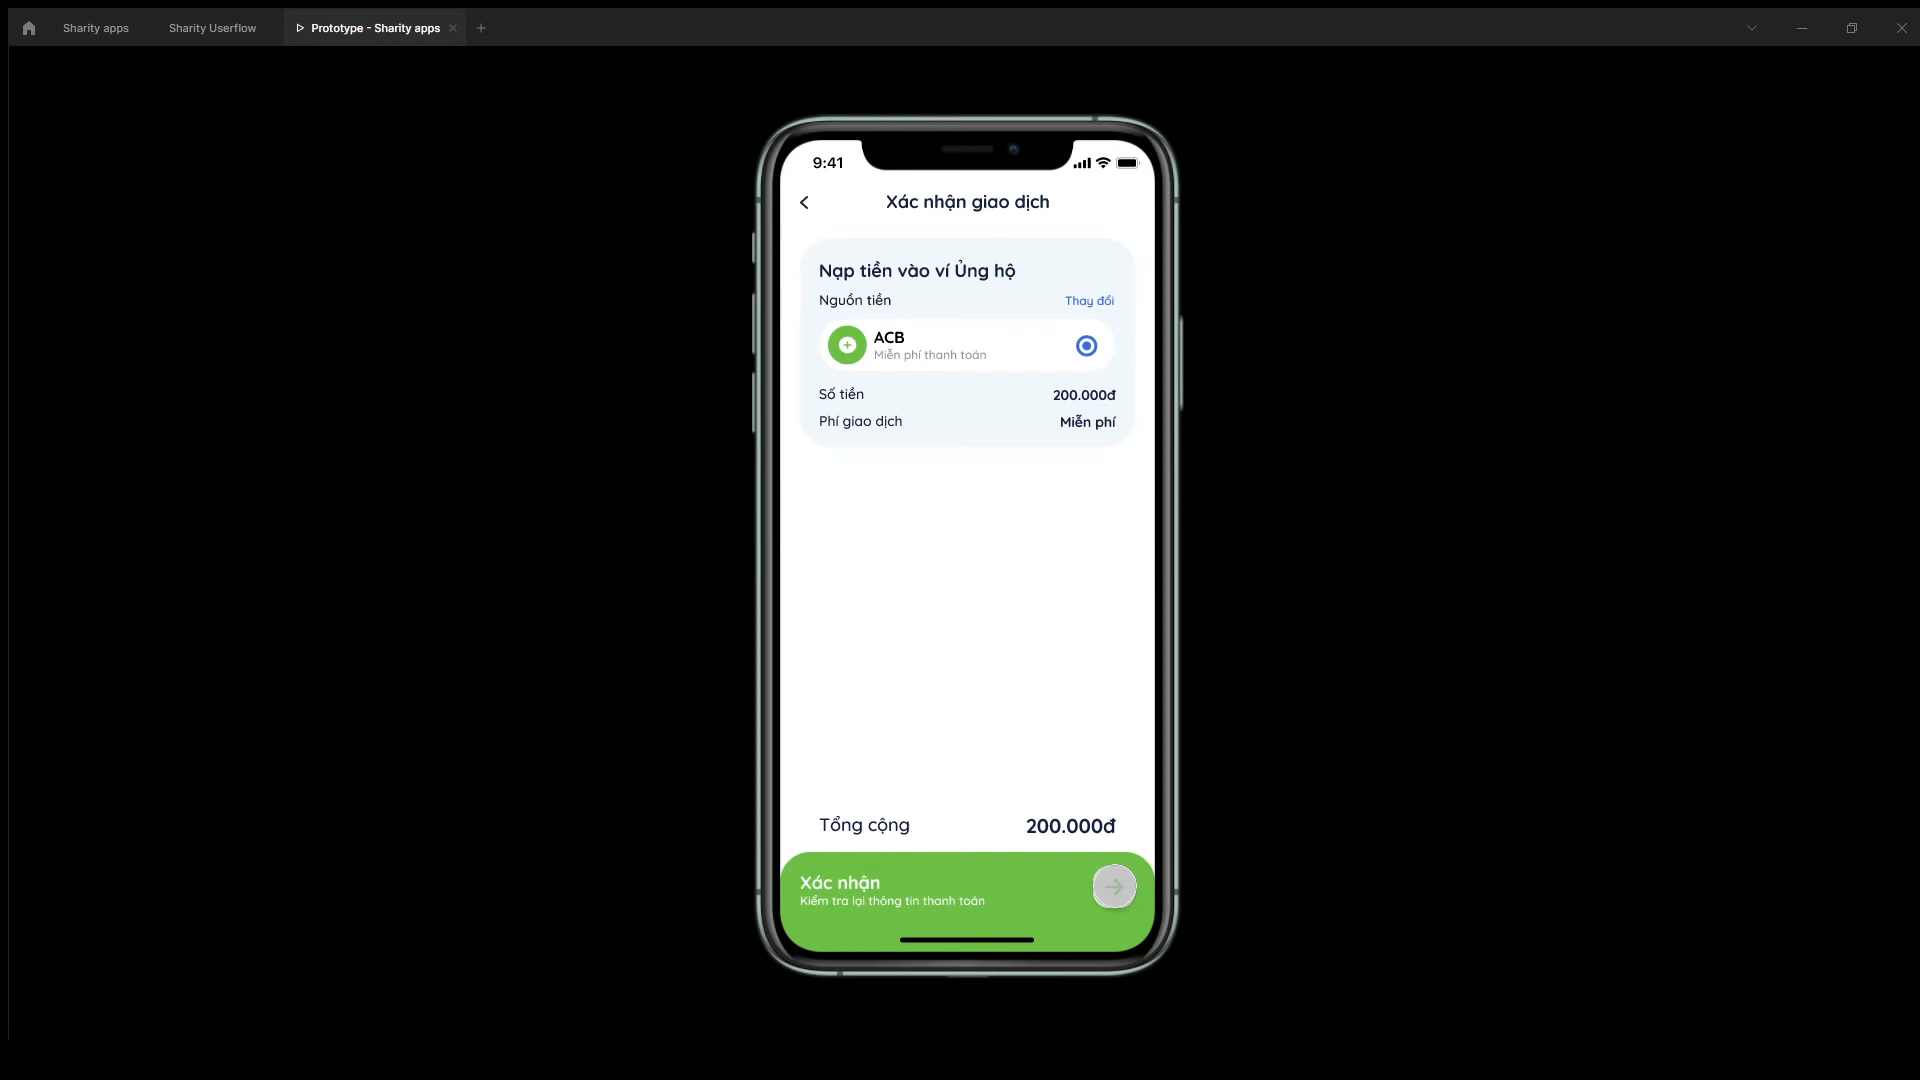 Sharity apps
Sharity Userflow
Prototype - Sharity apps
9:41
Xác nhận giao dịch
Nạp tiền vào ví Ủng hộ
Nguồn tiền
Thay đổi
ACB
Miễn phí thanh toán
Số tiền
200.000đ
Phí giao dịch
Miễn phí
Tổng cộng
200.000đ
Xác nhận
Kiểm tra lại thông tin thanh toán